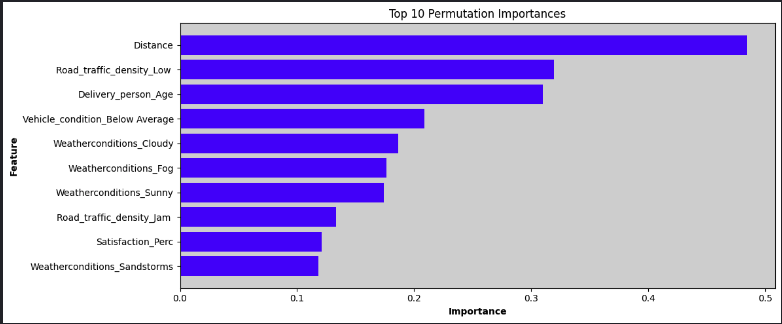 Top 10 Permutation Importances
Distance
Road_traffic_density_Low
Delivery_person_Age
Vehicle_condition_Below Average
Weatherconditions_Cloudy
Weatherconditions_Fog
Weatherconditions_Sunny
Road_traffic_density_Jam
Satisfaction_Perc
Weatherconditions_Sandstorms
Feature
0.0 0.1 0.2 0.3 0.4 0.5
Importance